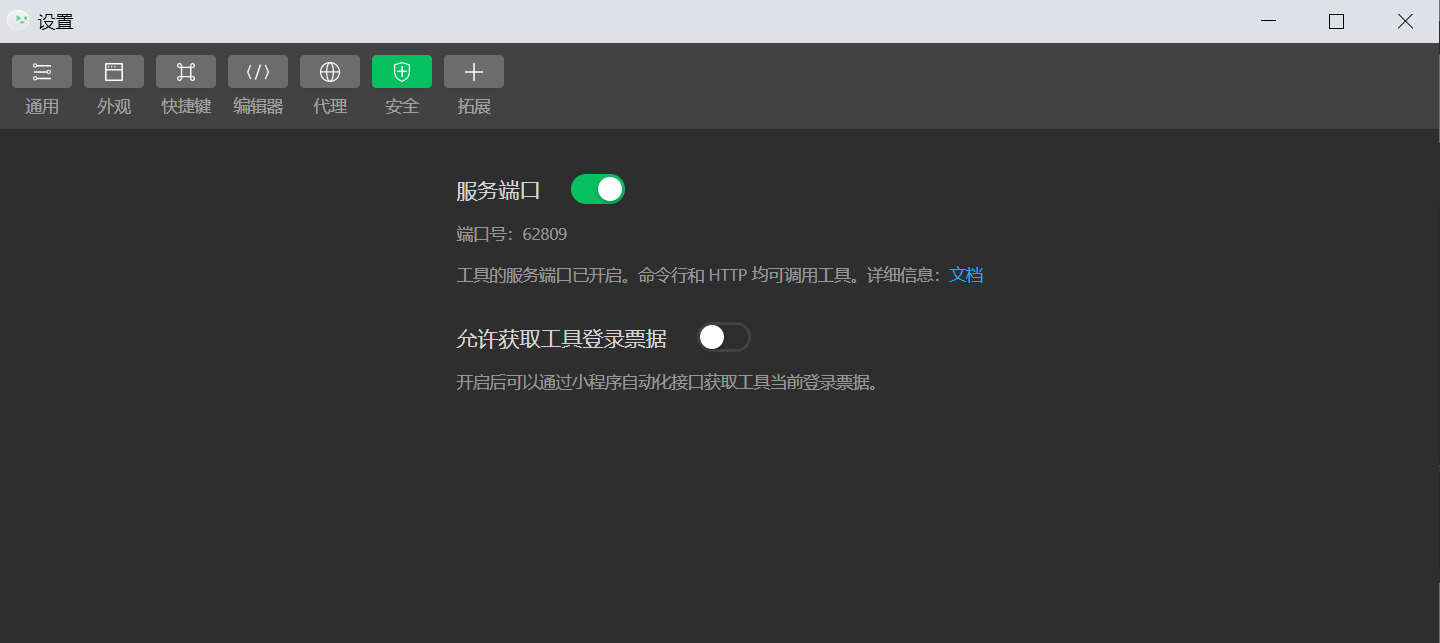 设置
通用 外观 快捷键 编辑器 代理 安全 拓展
服务端口
端口号：62809
工具的服务端口已开启。命令行和 HTTP 均可调用工具。详细信息：文档
允许获取工具登录票据
开启后可以通过小程序自动化接口获取工具当前登录票据。